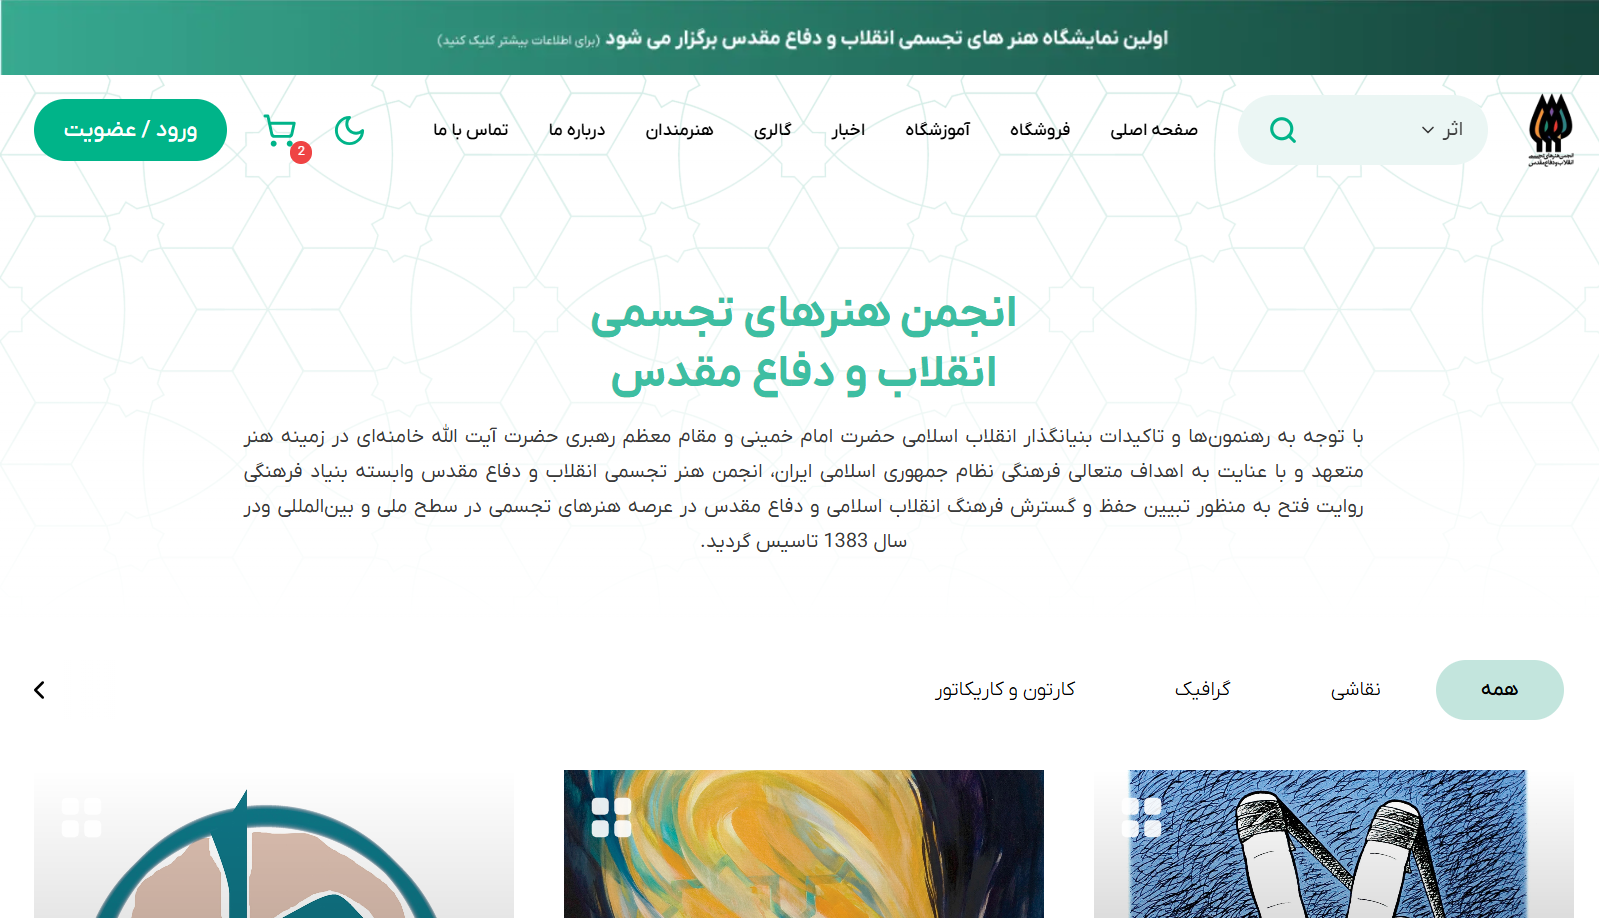 اولین نمایشگاه هنر های تجسمی انقلاب و دفاع مقدس برگزار می شود (برای اطلاعات بیشتر کلیک کنید)
انجمن هنرهای تجسمی
انقلاب و دفاع مقدس
اثر
صفحه اصلی
فروشگاه
آموزشگاه
اخبار
گالری
هنرمندان
درباره ما
تماس با ما
2
ورود / عضویت
انجمن هنرهای تجسمی
انقلاب و دفاع مقدس
با توجه به رهنمون‌ها و تاکیدات بنیانگذار انقلاب اسلامی حضرت امام خمینی و مقام معظم رهبری حضرت آیت الله خامنه‌ای در زمینه هنر
متعهد و با عنایت به اهداف متعالی فرهنگی نظام جمهوری اسلامی ایران، انجمن هنر تجسمی انقلاب و دفاع مقدس وابسته بنیاد فرهنگی
روایت فتح به منظور تبیین حفظ و گسترش فرهنگ انقلاب اسلامی و دفاع مقدس در عرصه هنرهای تجسمی در سطح ملی و بین‌المللی ودر
سال 1383 تاسیس گردید.
همه
نقاشی
گرافیک
کارتون و کاریکاتور